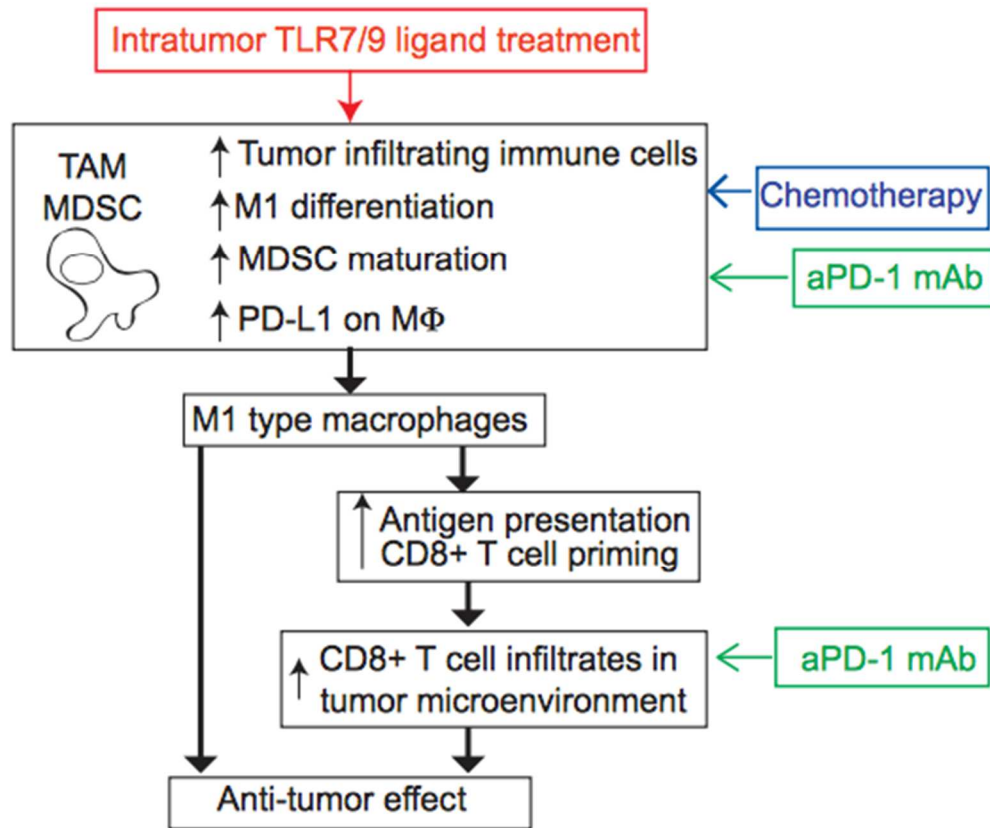 Intratumor TLR7/9 ligand treatment
TAM
MDSC
↑ Tumor infiltrating immune cells
↑ M1 differentiation
↑ MDSC maturation
↑ PD-L1 on MΦ
Chemotherapy
aPD-1 mAb
M1 type macrophages
↑ Antigen presentation
CD8+ T cell priming
↑ CD8+ T cell infiltrates in
tumor microenvironment
aPD-1 mAb
Anti-tumor effect